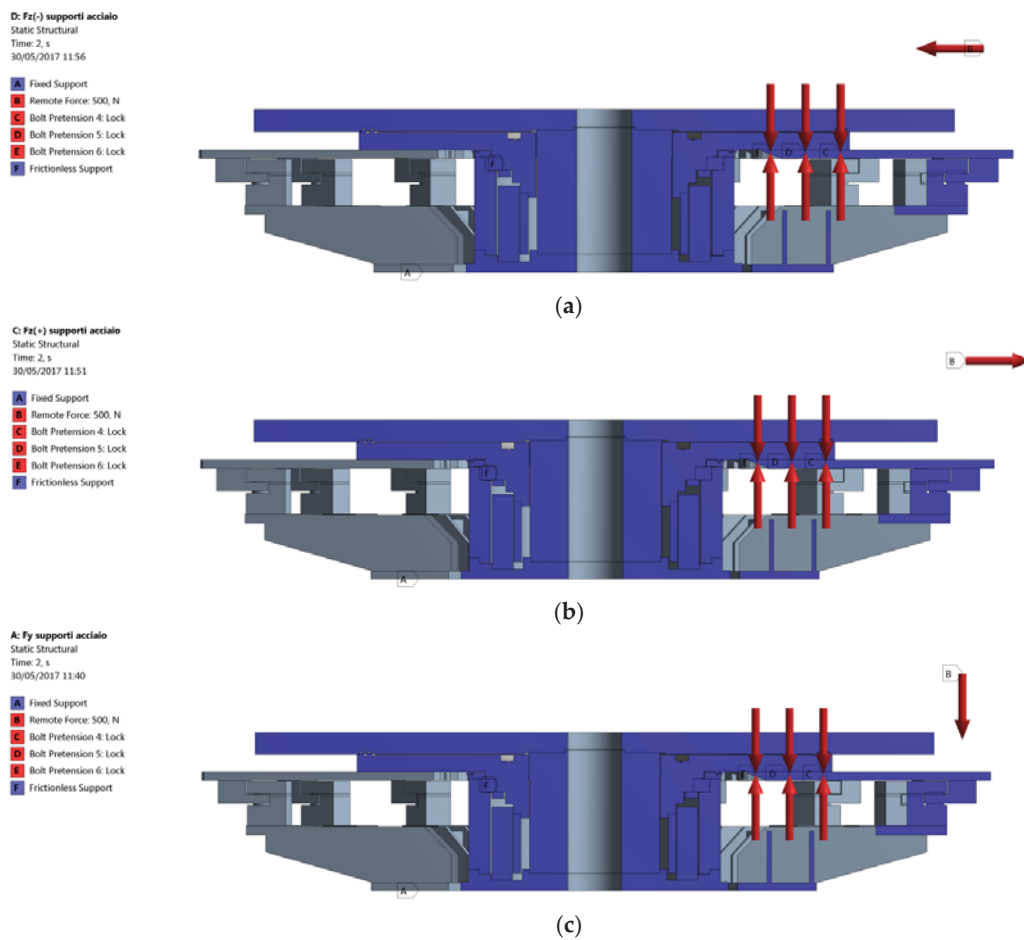 D: Fz(-) supporti acciaio
Static Structural
Time: 2, s
30/05/2017 11:56
A Fixed Support
B Remote Force: 500, N
C Bolt Pretension 4: Lock
D Bolt Pretension 5: Lock
E Bolt Pretension 6: Lock
F Frictionless Support
B
F
D
C
A
(a)
C: Fz(+) supporti acciaio
Static Structural
Time: 2, s
30/05/2017 11:51
A Fixed Support
B Remote Force: 500, N
C Bolt Pretension 4: Lock
D Bolt Pretension 5: Lock
E Bolt Pretension 6: Lock
F Frictionless Support
B
F
D
C
A
(b)
A: Fy supporti acciaio
Static Structural
Time: 2, s
30/05/2017 11:40
A Fixed Support
B Remote Force: 500, N
C Bolt Pretension 4: Lock
D Bolt Pretension 5: Lock
E Bolt Pretension 6: Lock
F Frictionless Support
B
F
D
C
A
(c)